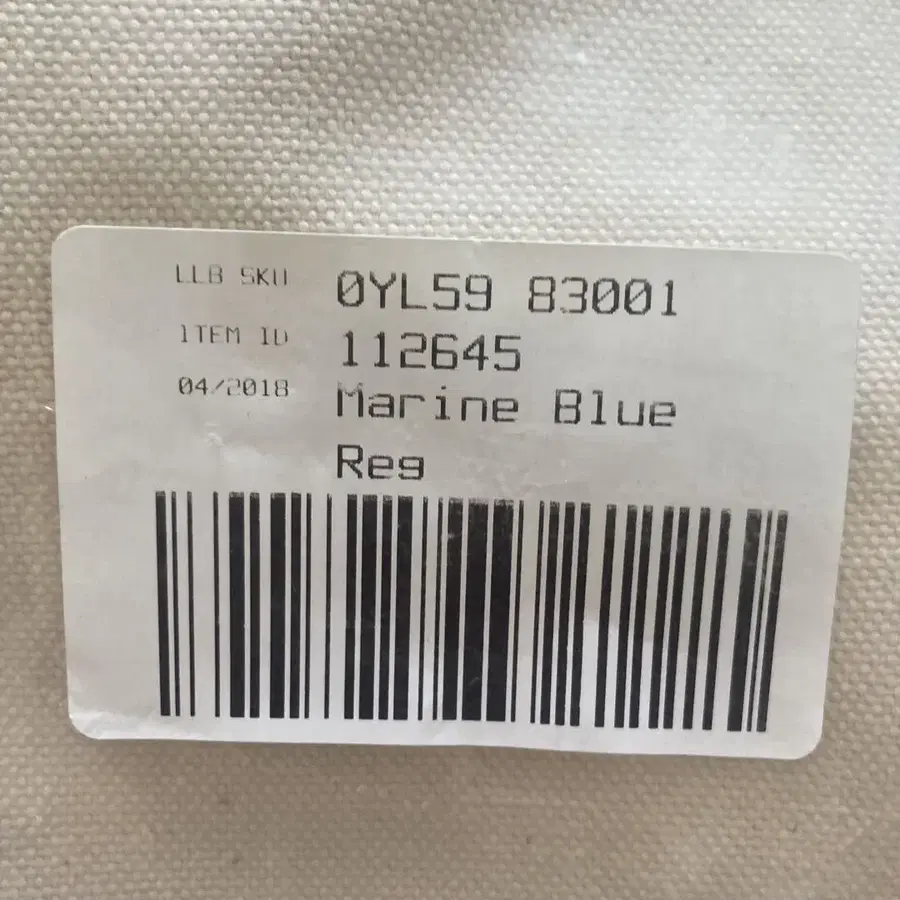 LLB SKU 0YL59 83001
ITEM ID 112645
04/2018 Marine Blue
Reg